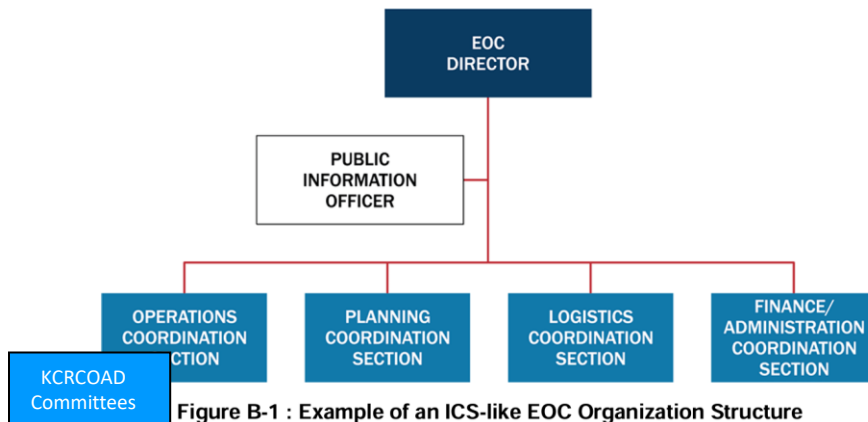 EOC
DIRECTOR
PUBLIC
INFORMATION
OFFICER
OPERATIONS
COORDINATION
CTION
PLANNING
COORDINATION
SECTION
LOGISTICS
COORDINATION
SECTION
FINANCE/
ADMINISTRATION
COORDINATION
SECTION
KCRCOAD
Committees
Figure B-1 : Example of an ICS-like EOC Organization Structure